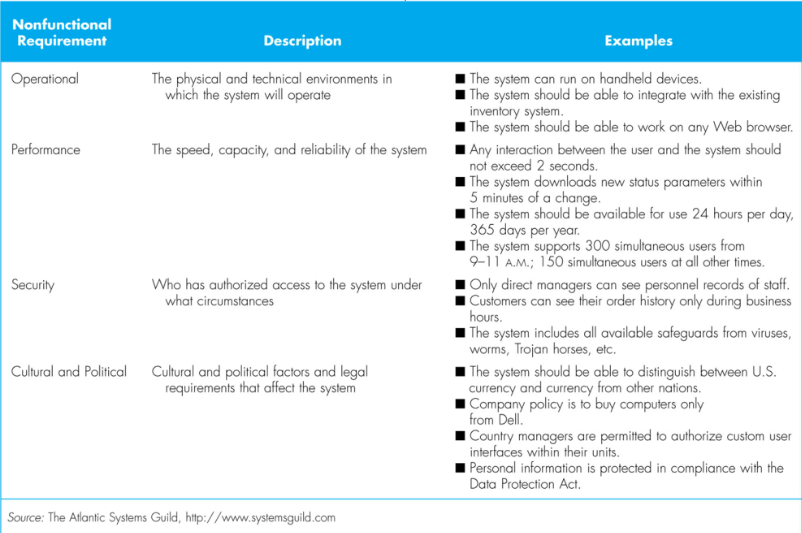 Nonfunctional
Requirement
Description
Examples
Operational
The physical and technical environments in
which the system will operate
■ The system can run on handheld devices.
■ The system should be able to integrate with the existing
inventory system.
■ The system should be able to work on any Web browser.
Performance
The speed, capacity, and reliability of the system
■ Any interaction between the user and the system should
not exceed 2 seconds.
■ The system downloads new status parameters within
5 minutes of a change.
■ The system should be available for use 24 hours per day,
365 days per year.
■ The system supports 300 simultaneous users from
9–11 A.M.; 150 simultaneous users at all other times.
Security
Who has authorized access to the system under
what circumstances
■ Only direct managers can see personnel records of staff.
■ Customers can see their order history only during business
hours.
■ The system includes all available safeguards from viruses,
worms, Trojan horses, etc.
Cultural and Political
Cultural and political factors and legal
requirements that affect the system
■ The system should be able to distinguish between U.S.
currency and currency from other nations.
■ Company policy is to buy computers only
from Dell.
■ Country managers are permitted to authorize custom user
interfaces within their units.
■ Personal information is protected in compliance with the
Data Protection Act.
Source: The Atlantic Systems Guild, http://www.systemsguild.com